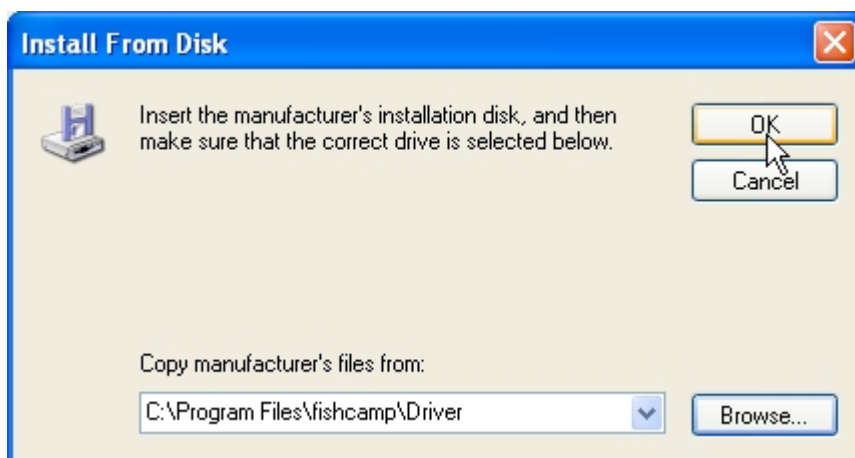 Install From Disk
Insert the manufacturer's installation disk, and then
make sure that the correct drive is selected below.
OK
Cancel
Copy manufacturer's files from:
C:\Program Files\fishcamp\Driver
Browse...